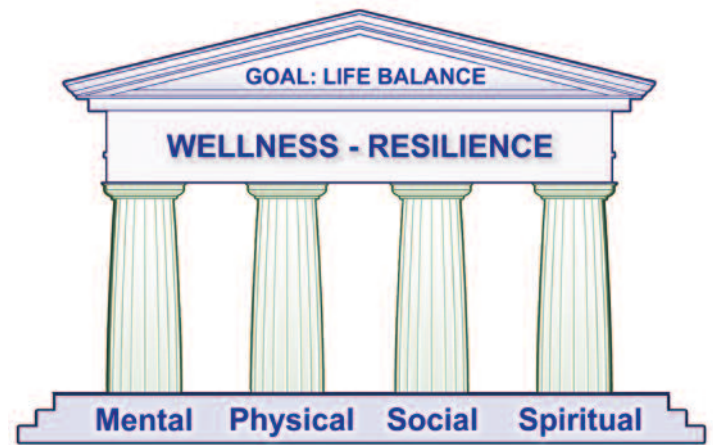 GOAL: LIFE BALANCE
WELLNESS - RESILIENCE
Mental Physical Social Spiritual